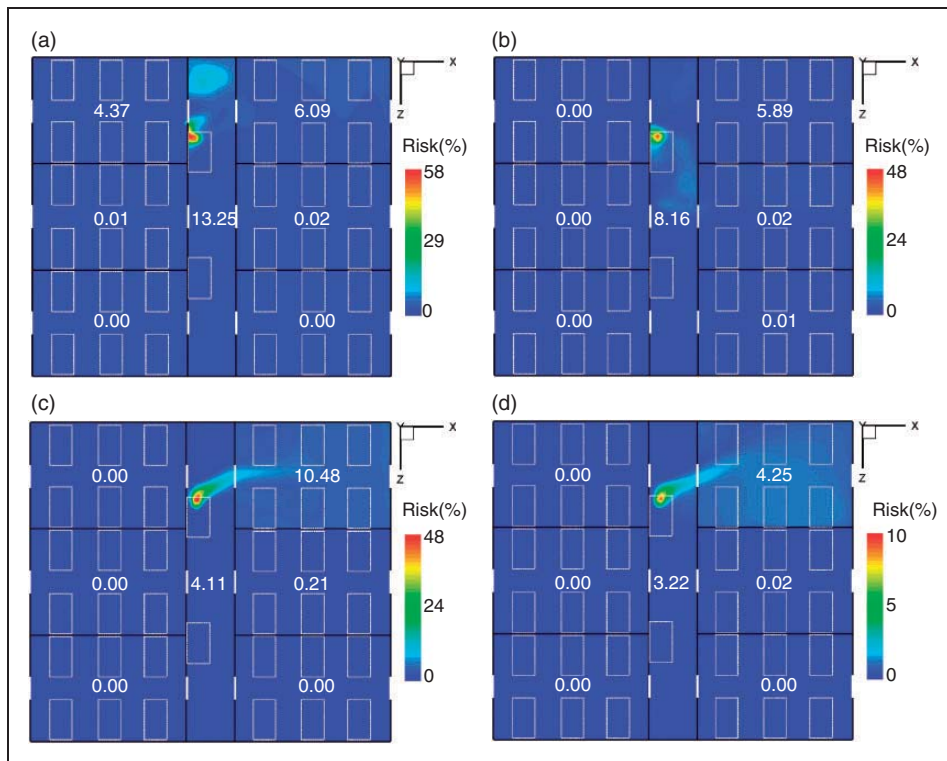 (a)
X
Z
4.37
6.09
Risk(%)
58
0.01
13.25
0.02
29
0
0.00
0.00
(b)
Y
X
Z
0.00
5.89
Risk(%)
48
0.00
8.16
0.02
24
0
0.00
0.01
(c)
Y
X
Z
0.00
10.48
Risk(%)
48
0.00
4.11
0.21
24
0
0.00
0.00
(d)
Y
X
Z
0.00
4.25
Risk(%)
10
0.00
3.22
0.02
5
0
0.00
0.00